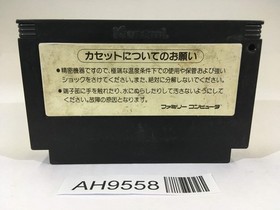 Konami
カセットについてのお願い
●精密機器ですので、極端な温度条件下での使用や保管および強い
ショックをさけてください。また、絶対に分解しないでください。
●端子面に手を触れたり、水にぬらしたりして汚さないようにして
ください。故障の原因となります。
ファミリー コンピュータ
AH9558